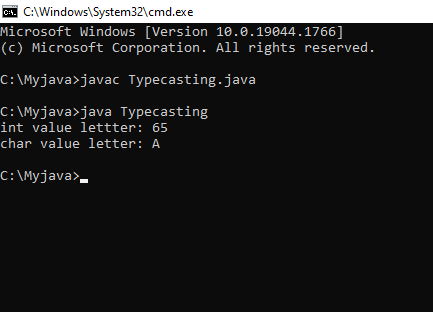 C:\Windows\System32\cmd.exe
Microsoft Windows [Version 10.0.19044.1766]
(c) Microsoft Corporation. All rights reserved.
C:\Myjava>javac Typecasting.java
C:\Myjava>java Typecasting
int value lettter: 65
char value letter: A
C:\Myjava>